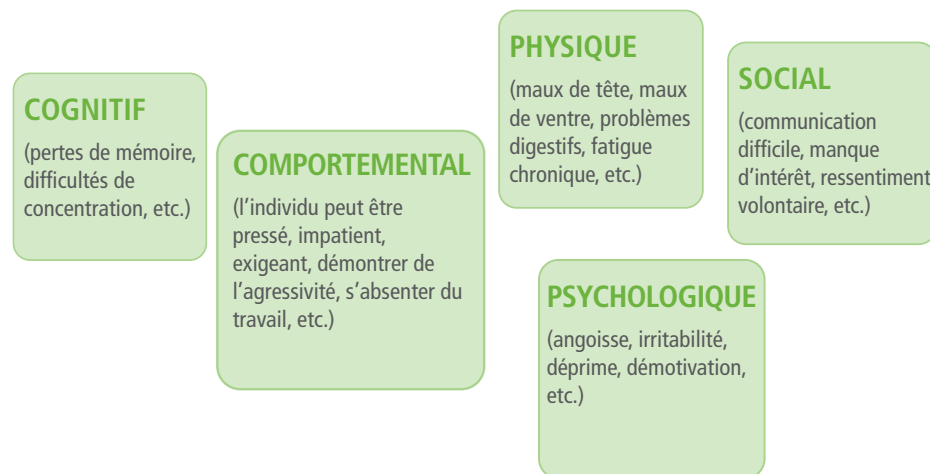 COGNITIF
(pertes de mémoire,
difficultés de
concentration, etc.)
COMPORTEMENTAL
(l'individu peut être
pressé, impatient,
exigeant, démontrer de
l'agressivité, s'absenter du
travail, etc.)
PHYSIQUE
(maux de tête, maux
de ventre, problèmes
digestifs, fatigue
chronique, etc.)
SOCIAL
(communication
difficile, manque
d'intérêt, ressentiment
volontaire, etc.)
PSYCHOLOGIQUE
(angoisse, irritabilité,
déprime, démotivation,
etc.)